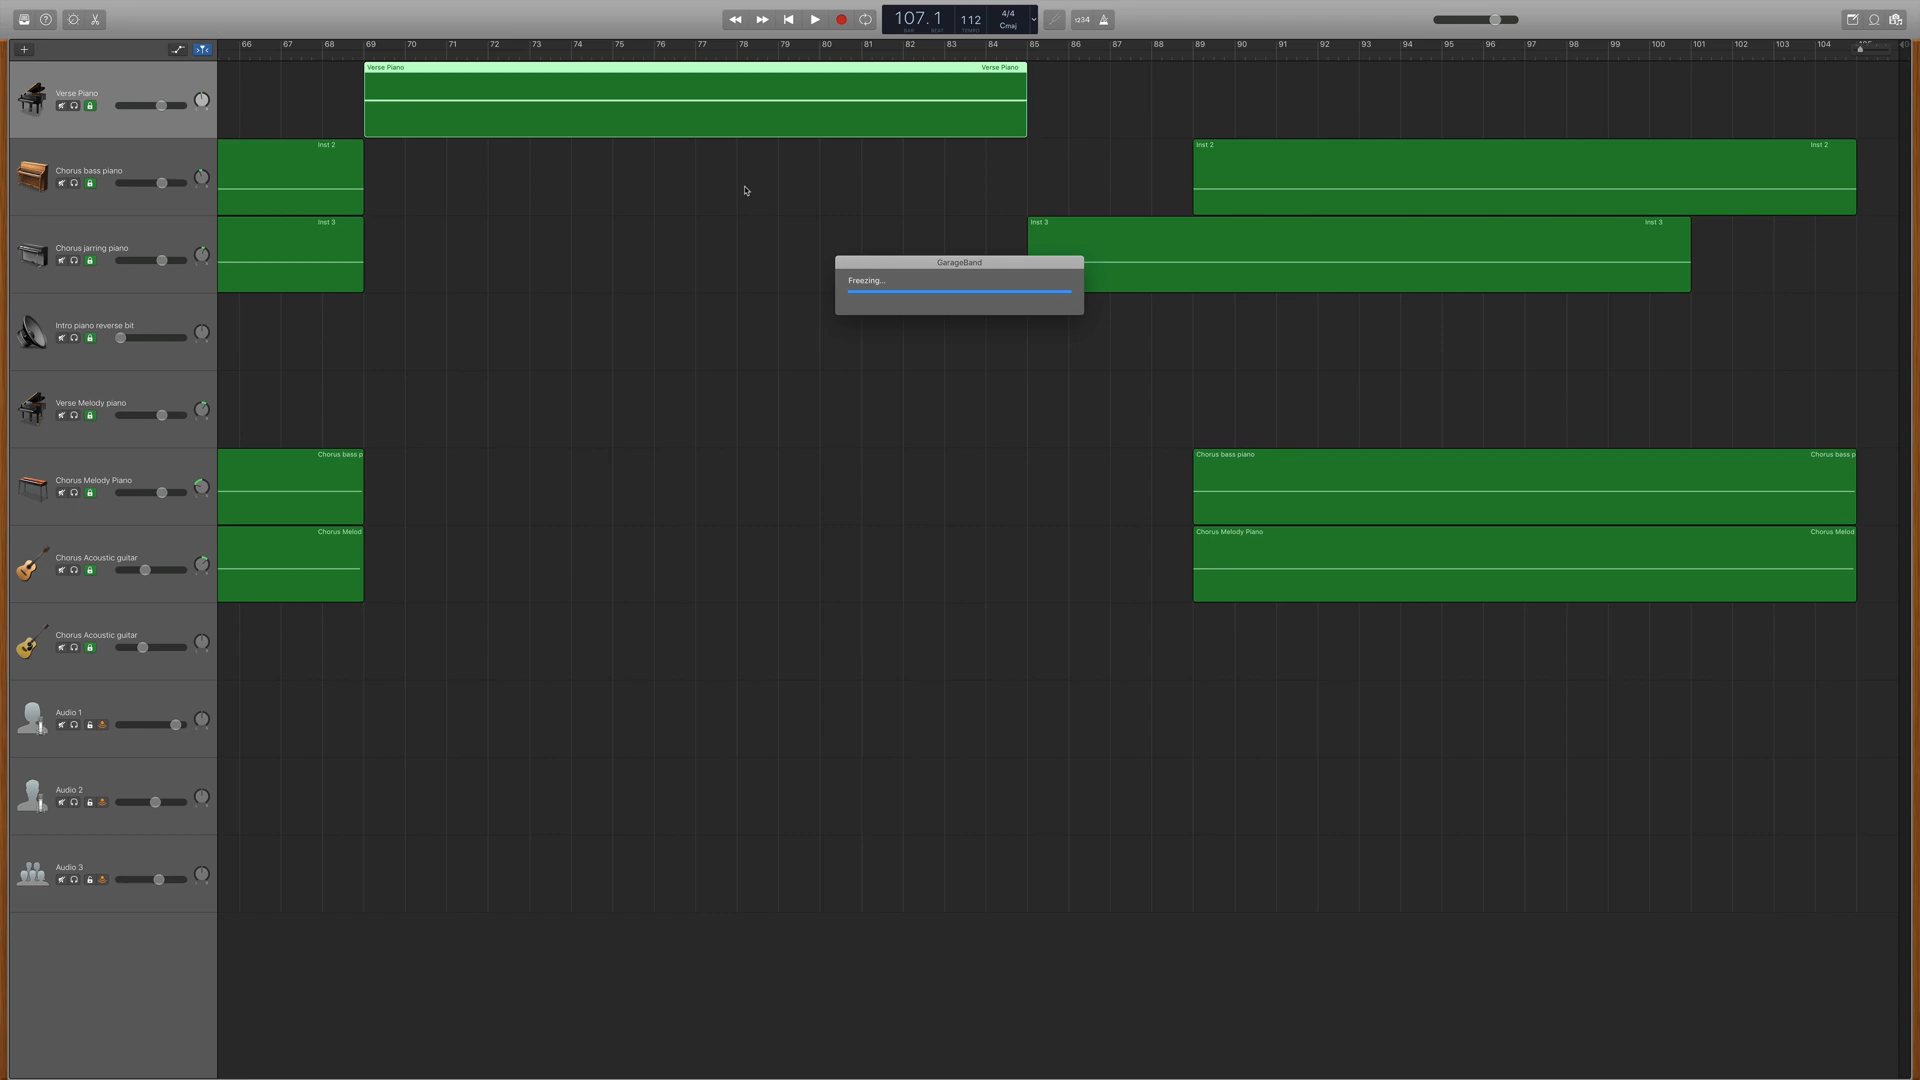 107.1
BAR BEAT
112
TEMPO
4/4
Cmaj
1234
66 67 68 69 70 71 72 73 74 75 76 77 78 79 80 81 82 83 84 85 86 87 88 89 90 91 92 93 94 95 96 97 98 99 100 101 102 103 104
Verse Piano
Verse Piano
Verse Piano
Chorus bass piano
Inst 2
Inst 2
Inst 2
Chorus jarring piano
Inst 3
Inst 3
Inst 3
GarageBand
Freezing...
Intro piano reverse bit
Verse Melody piano
Chorus Melody Piano
Chorus bass p
Chorus bass piano
Chorus bass p
Chorus Acoustic guitar
Chorus Melod
Chorus Melody Piano
Chorus Melod
Chorus Acoustic guitar
Audio 1
Audio 2
Audio 3